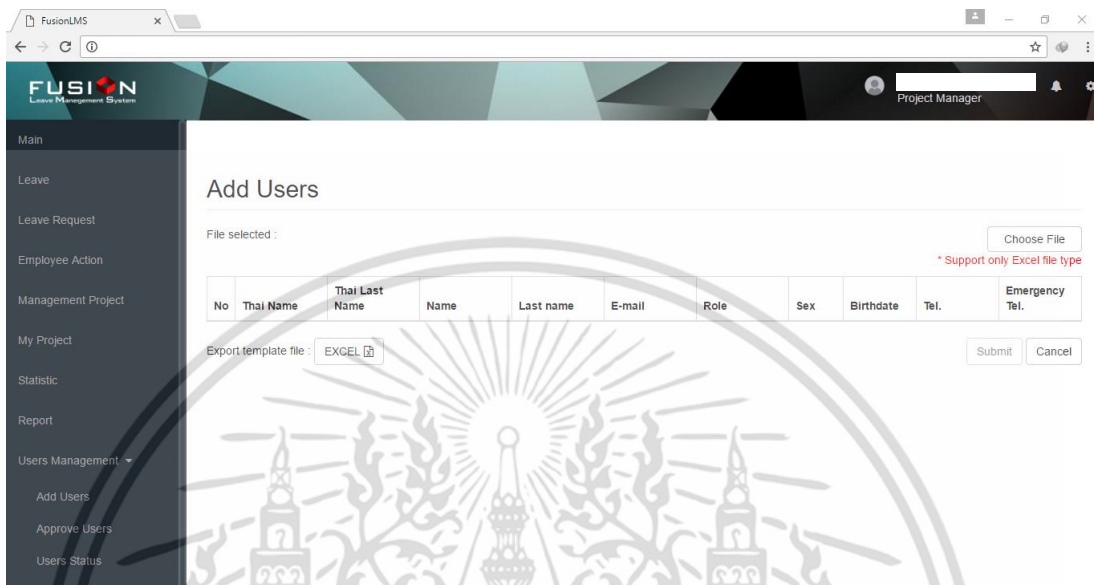 FusionLMS
FUSION
Leave Manegement System
Project Manager
Main
Leave
Leave Request
Employee Action
Management Project
My Project
Statistic
Report
Users Management
Add Users
Approve Users
Users Status
Add Users
File selected :
Choose File
* Support only Excel file type
No Thai Name Thai Last Name Name Last name E-mail Role Sex Birthdate Tel. Emergency Tel.
Export template file : EXCEL
Submit Cancel